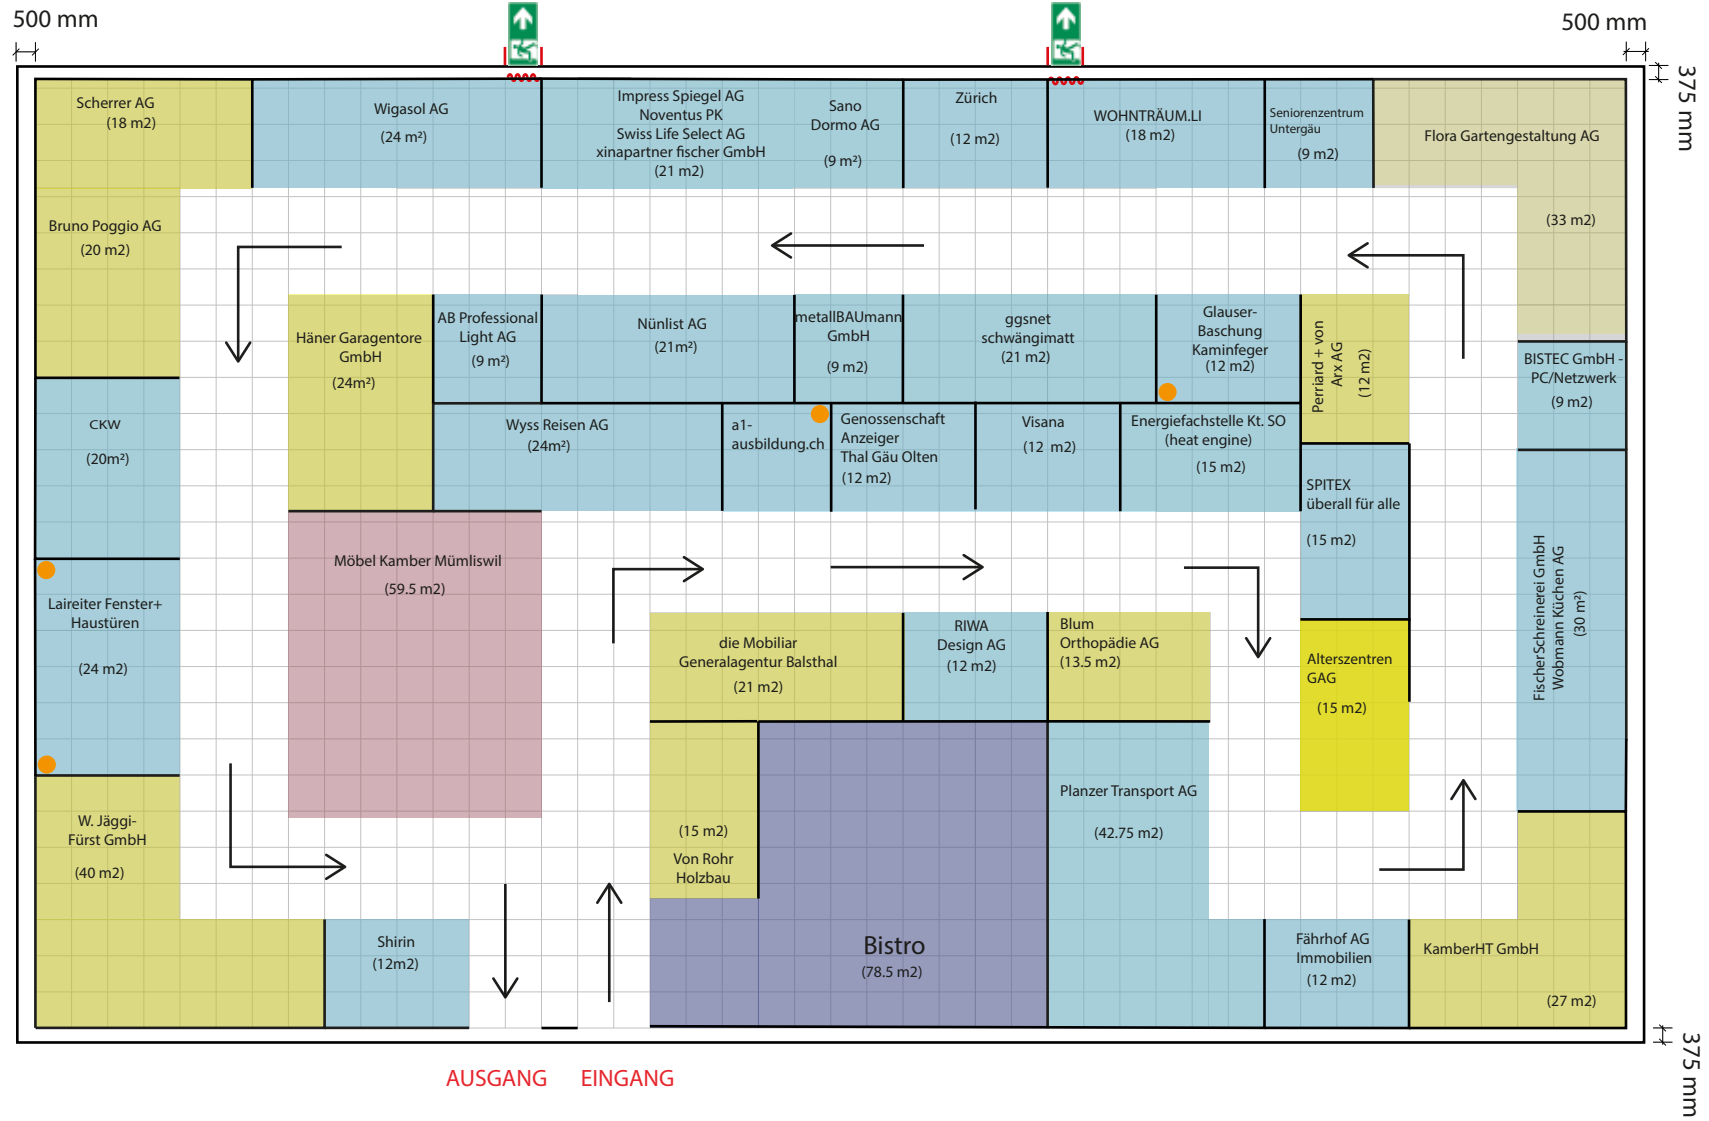 500 mm
500 mm
375 mm
Scherrer AG
(18 m2)
Wigasol AG
(24 m²)
Impress Spiegel AG
Noventus PK
Swiss Life Select AG
xinapartner fischer GmbH
(21 m2)
Sano
Dormo AG
(9 m²)
Zürich
(12 m2)
WOHNTRÄUM.LI
(18 m2)
Seniorenzentrum
Untergäu
(9 m2)
Flora Gartengestaltung AG
(33 m2)
Bruno Poggio AG
(20 m2)
Häner Garagentore
GmbH
(24m²)
AB Professional
Light AG
(9 m²)
Nünlist AG
(21m²)
metallBAUmann
GmbH
(9 m2)
ggsnet
schwängimatt
(21 m2)
Glauser-
Baschung
Kaminfeger
(12 m2)
Perriard + von
Arx AG
(12 m2)
BISTEC GmbH -
PC/Netzwerk
(9 m2)
CKW
(20m²)
Wyss Reisen AG
(24m²)
a1-
ausbildung.ch
Genossenschaft
Anzeiger
Thal Gäu Olten
(12 m2)
Visana
(12 m2)
Energiefachstelle Kt. SO
(heat engine)
(15 m2)
SPITEX
überall für alle
(15 m2)
FischerSchreinerei GmbH
Wobmann Küchen AG
(30 m²)
Laireiter Fenster+
Haustüren
(24 m2)
Möbel Kamber Mümliswil
(59.5 m2)
die Mobiliar
Generalagentur Balsthal
(21 m2)
RIWA
Design AG
(12 m2)
Blum
Orthopädie AG
(13.5 m2)
Alterszentren
GAG
(15 m2)
W. Jäggi-
Fürst GmbH
(40 m2)
(15 m2)
Von Rohr
Holzbau
Planzer Transport AG
(42.75 m2)
Shirin
(12m2)
Bistro
(78.5 m2)
Fährhof AG
Immobilien
(12 m2)
KamberHT GmbH
(27 m2)
375 mm
AUSGANG
EINGANG